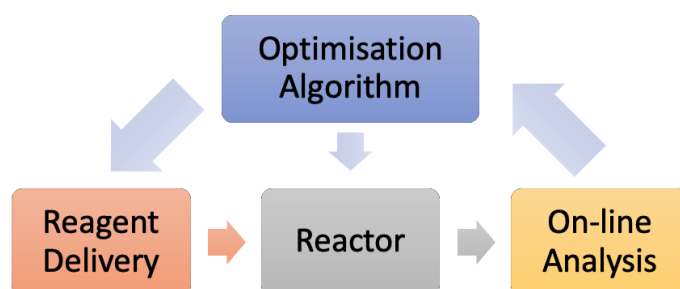 Optimisation
Algorithm
Reagent
Delivery
Reactor
On-line
Analysis